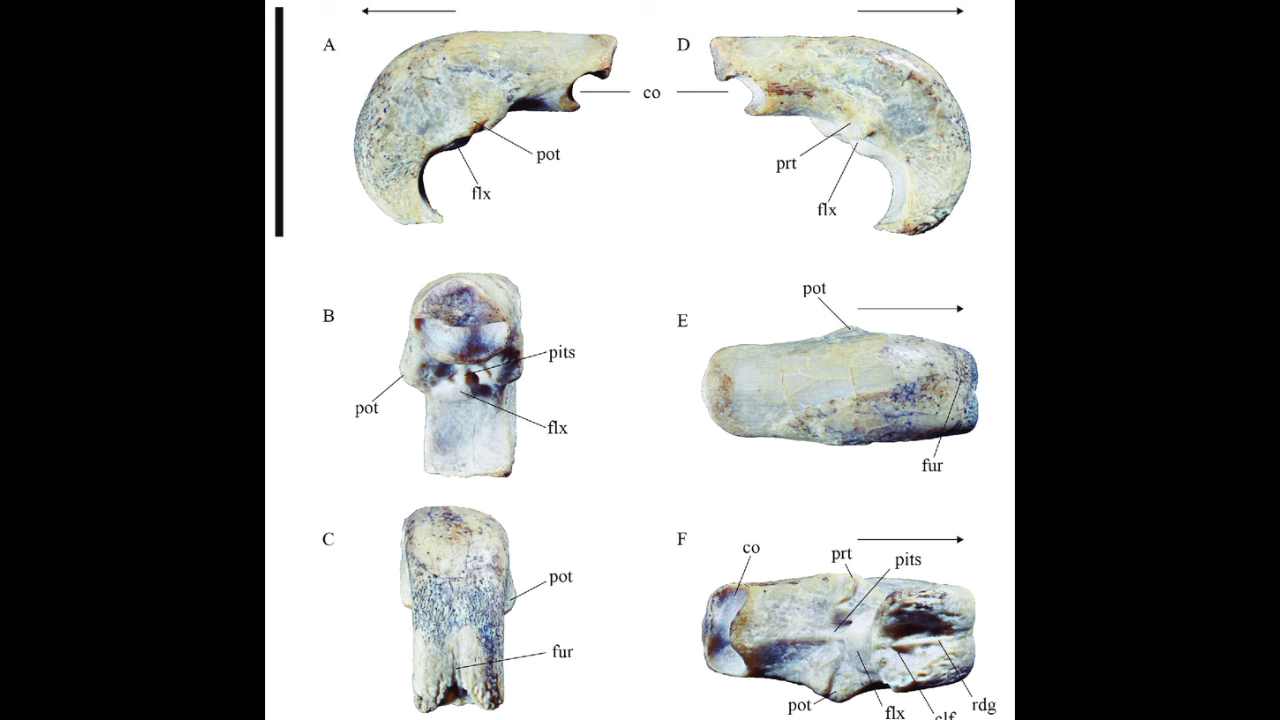 A
D
co
pot
prt
flx
flx
B
pot
E
pits
pot
flx
fur
C
co
F
prt
pits
pot
fur
pot
flx
rdg